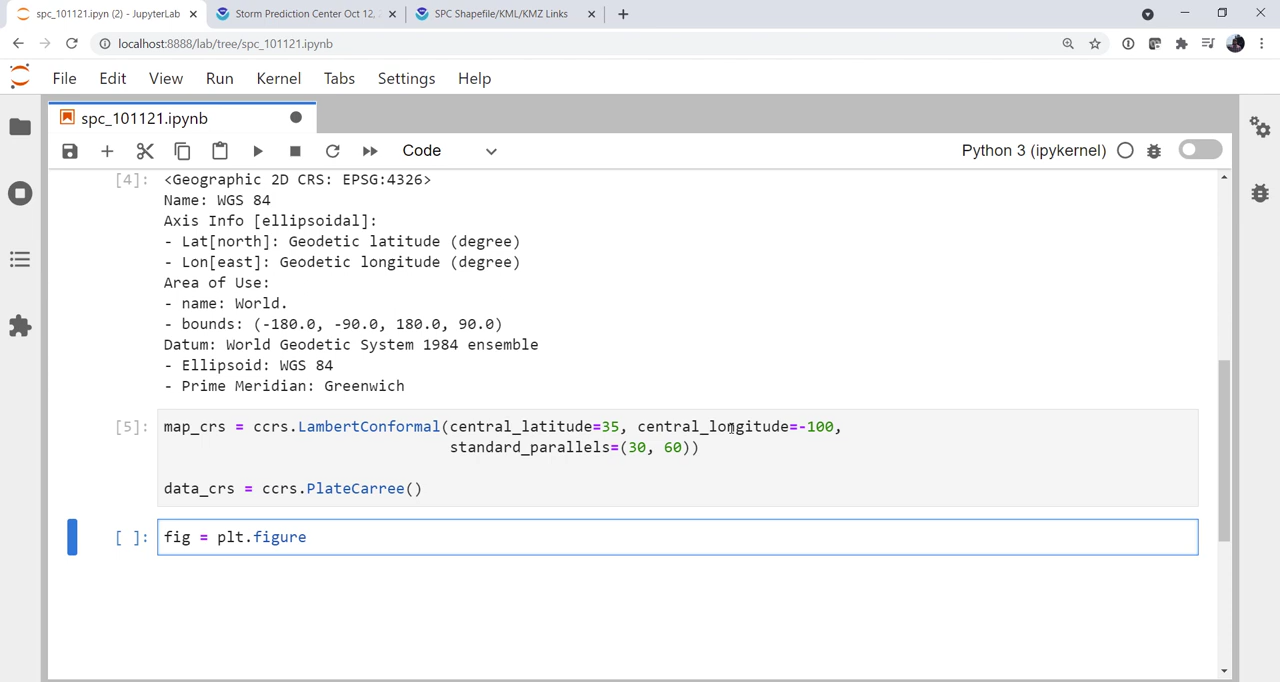 spc_101121.ipyn (2) - JupyterLab
Storm Prediction Center Oct 12, 
SPC Shapefile/KML/KMZ Links
localhost:8888/lab/tree/spc_101121.ipynb
File Edit View Run Kernel Tabs Settings Help
spc_101121.ipynb
Code
Python 3 (ipykernel)
[4]: <Geographic 2D CRS: EPSG:4326>
Name: WGS 84
Axis Info [ellipsoidal]:
- Lat[north]: Geodetic latitude (degree)
- Lon[east]: Geodetic longitude (degree)
Area of Use:
- name: World.
- bounds: (-180.0, -90.0, 180.0, 90.0)
Datum: World Geodetic System 1984 ensemble
- Ellipsoid: WGS 84
- Prime Meridian: Greenwich
[5]: map_crs = ccrs.LambertConformal(central_latitude=35, central_longitude=-100,
standard_parallels=(30, 60))
data_crs = ccrs.PlateCarree()
[ ]: fig = plt.figure